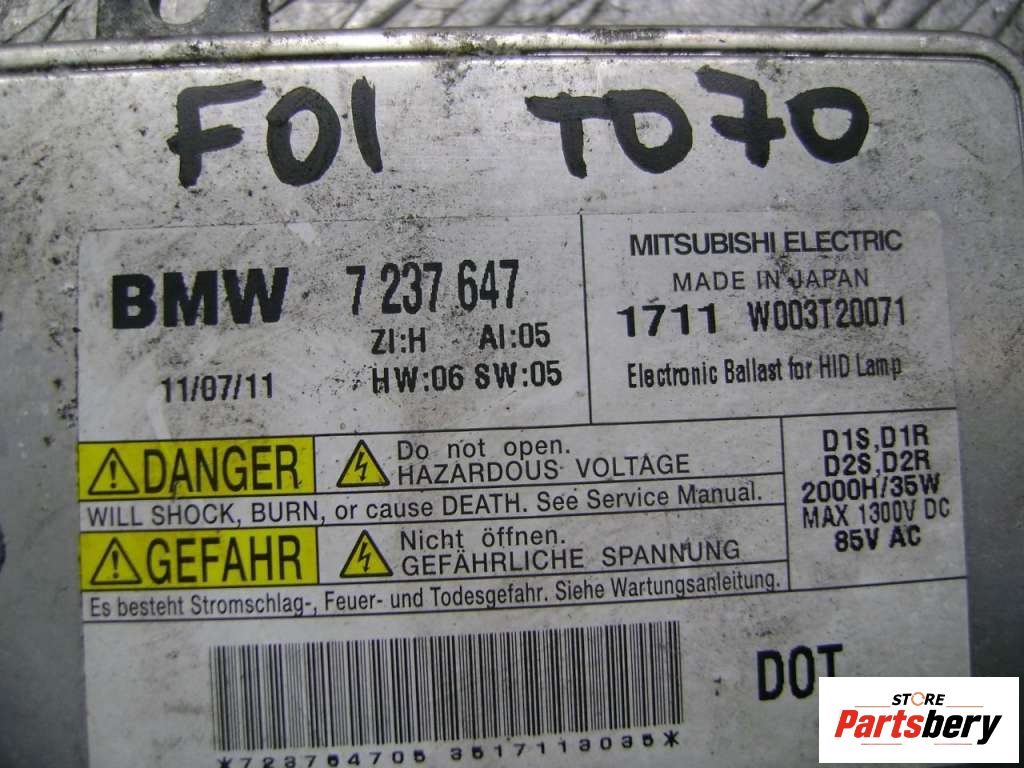 F01 T070
BMW 7 237 647
ZI:H AI:05
11/07/11 HW:06 SW:05
MITSUBISHI ELECTRIC
MADE IN JAPAN
1711 W003T20071
Electronic Ballast for HID Lamp
DANGER
Do not open.
HAZARDOUS VOLTAGE
WILL SHOCK, BURN, or cause DEATH. See Service Manual.
GEFAHR
Nicht öffnen.
GEFÄHRLICHE SPANNUNG
Es besteht Stromschlag-, Feuer- und Todesgefahr. Siehe Wartungsanleitung.
D1S,D1R
D2S,D2R
2000H/35W
MAX 1300V DC
85V AC
DOT
*723764705 3517113035*
STORE
Partsbery